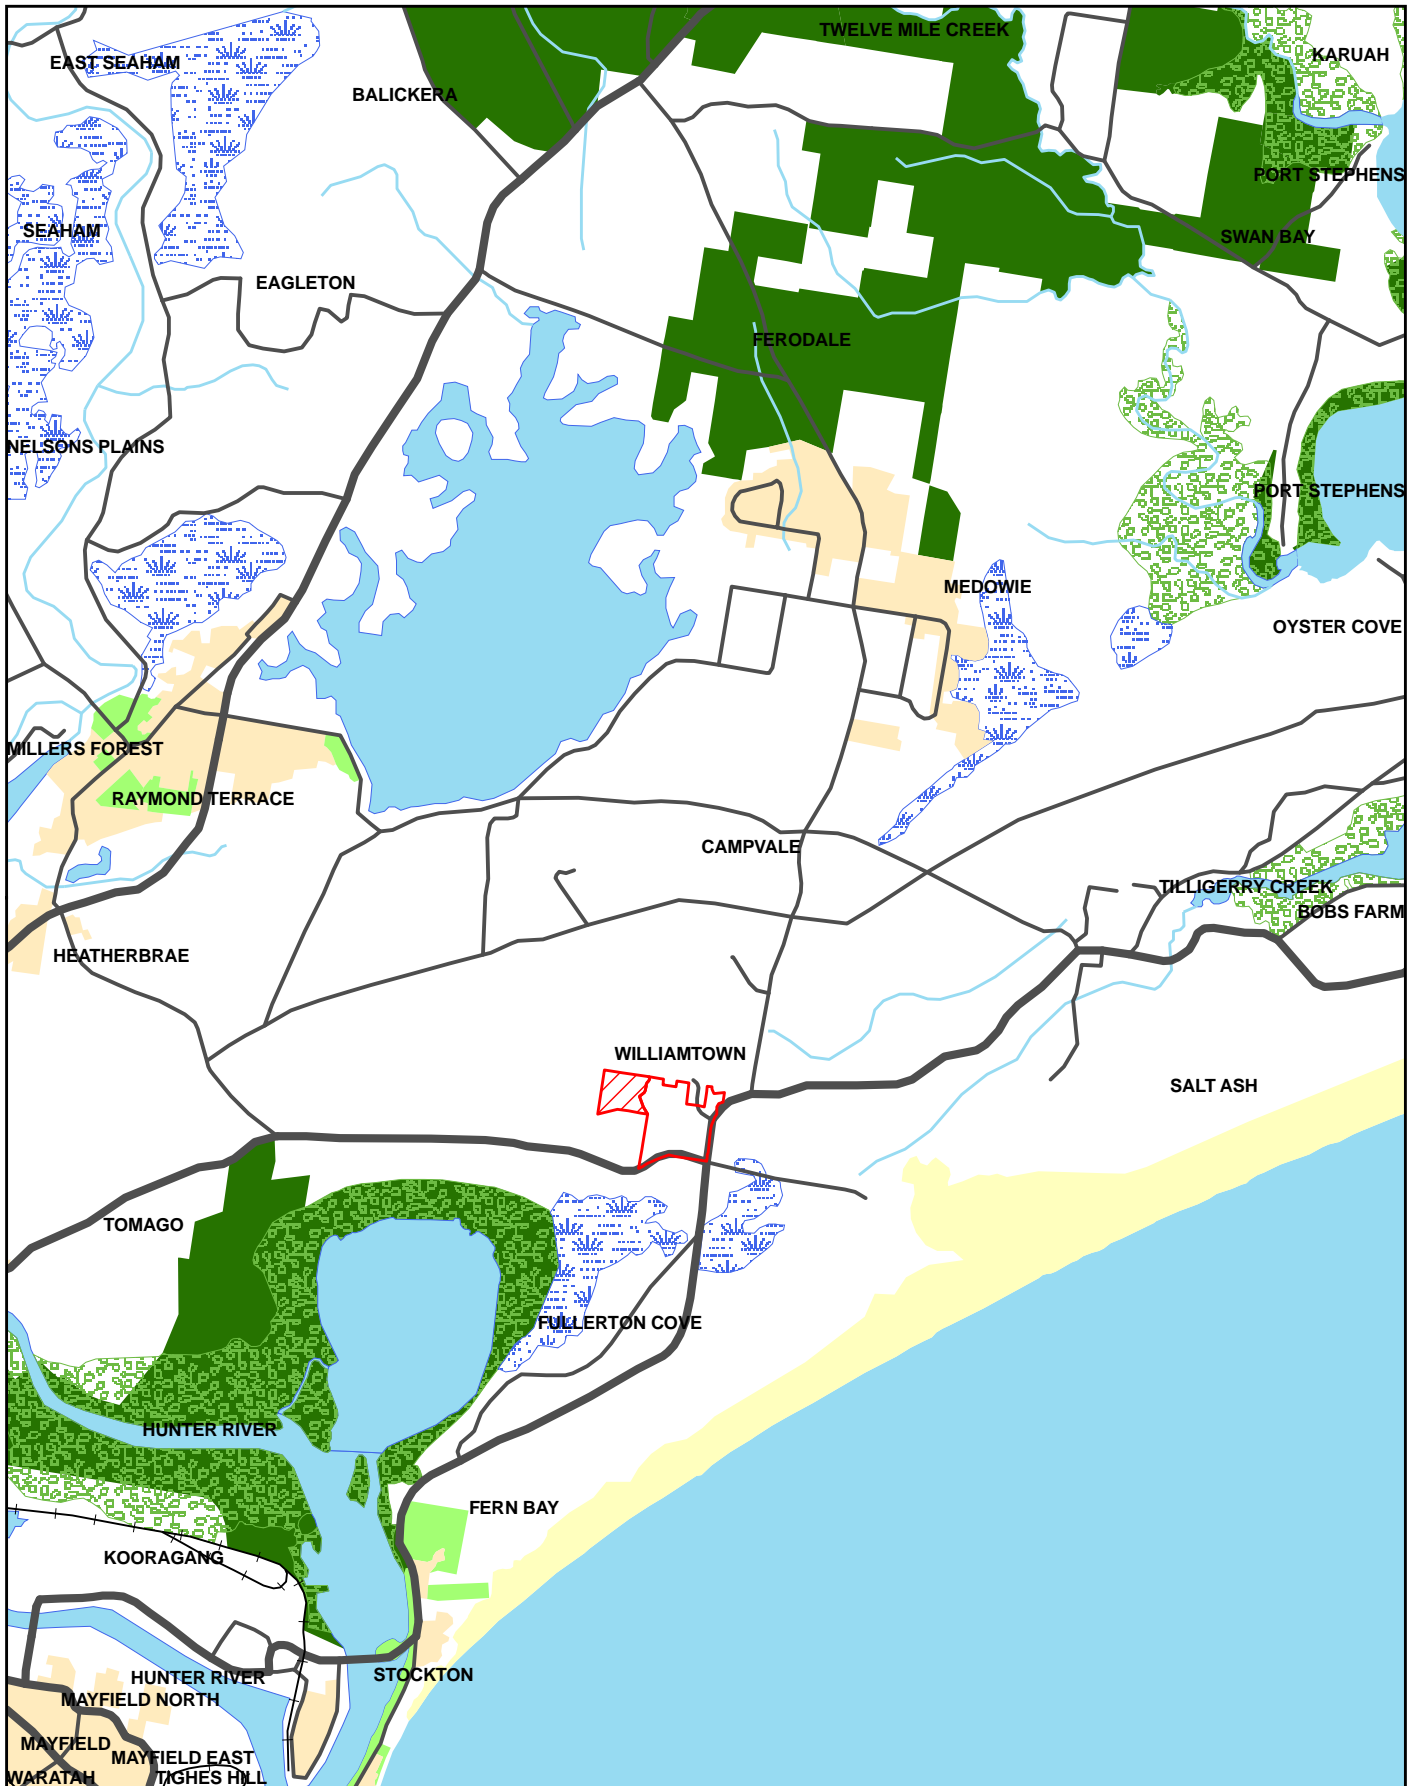 TWELVE MILE CREEK
KARUAH
EAST SEAHAM
BALICKERA
PORT STEPHENS
SEAHAM
SWAN BAY
EAGLETON
FERODALE
NELSONS PLAINS
PORT STEPHENS
MEDOWIE
OYSTER COVE
MILLERS FOREST
RAYMOND TERRACE
CAMPVALE
TILLIGERRY CREEK
BOBS FARM
HEATHERBRAE
WILLIAMTOWN
SALT ASH
TOMAGO
FULLERTON COVE
HUNTER RIVER
FERN BAY
KOORAGANG
STOCKTON
HUNTER RIVER
MAYFIELD NORTH
MAYFIELD
MAYFIELD EAST
WARATAH
TIGHES HILL